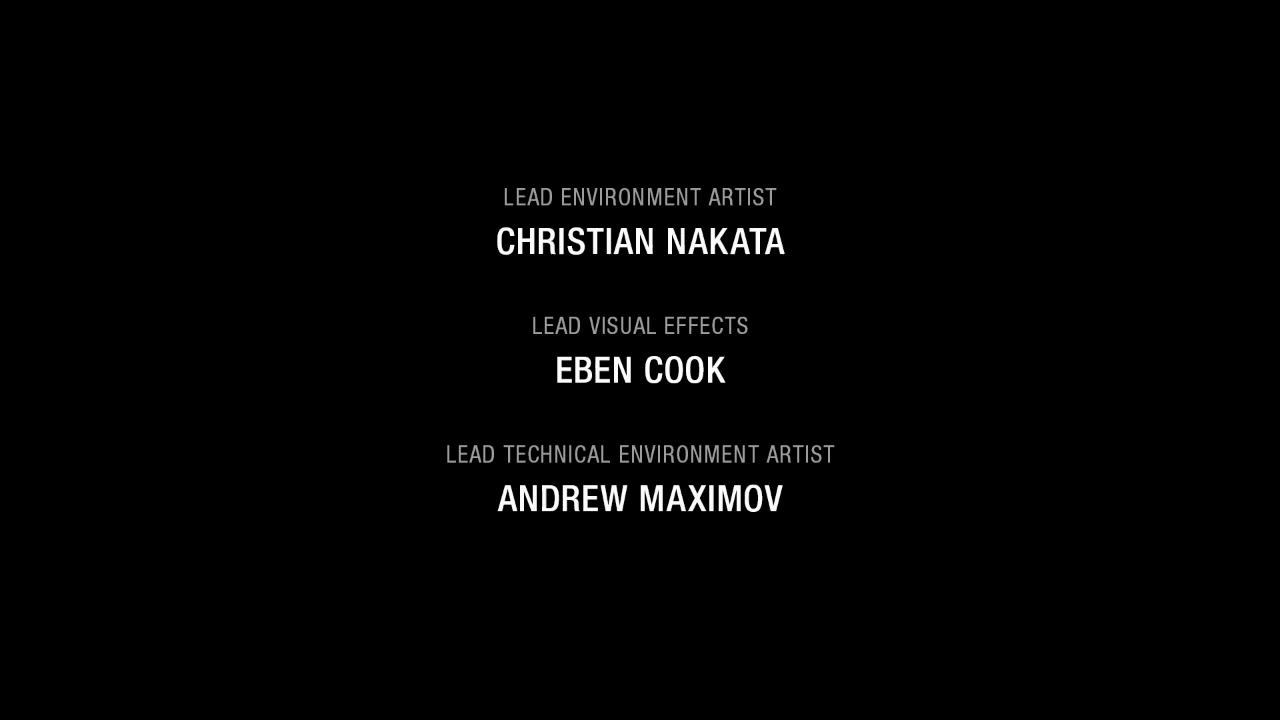 LEAD ENVIRONMENT ARTIST
CHRISTIAN NAKATA
LEAD VISUAL EFFECTS
EBEN COOK
LEAD TECHNICAL ENVIRONMENT ARTIST
ANDREW MAXIMOV